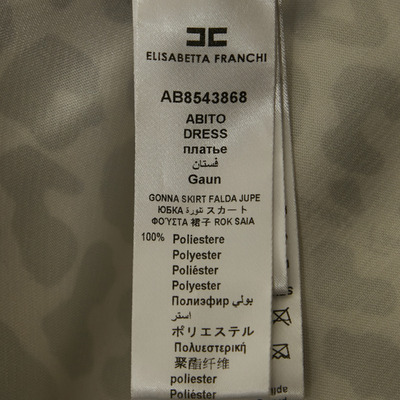 ELISABETTA FRANCHI
AB8543868
ABITO
DRESS
платье
فستان
Gaun
GONNA SKIRT FALDA JUPE
ЮБКА تنورة スカート
ΦΟΎΣΤΑ 裙子 ROK SAIA
100% Poliestere
Polyester
Poliéster
Polyester
Полиэфир بولي
استر
ポリエステル
Πολυεστερική
聚酯纤维
poliester
Poliéster